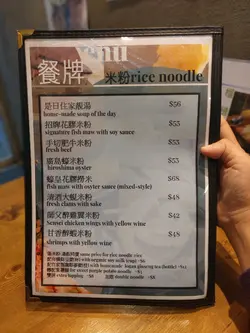 餐牌
米粉rice noodle
是日住家靚湯 $56
home-made soup of the day
招牌花膠米粉 $55
signature fish maw with soy sauce
手切肥牛米粉 $55
fresh beef
廣島蠔米粉 $55
hiroshima oyster
蠔皇花膠撈米 $68
fish maw with oyster sauce (mixed-style)
清酒大蜆米粉 $48
fresh clams with sake
師父醉雞翼米粉 $42
Sensei chicken wings with yellow wine
甘香醉蝦米粉 $48
shrimps with yellow wine